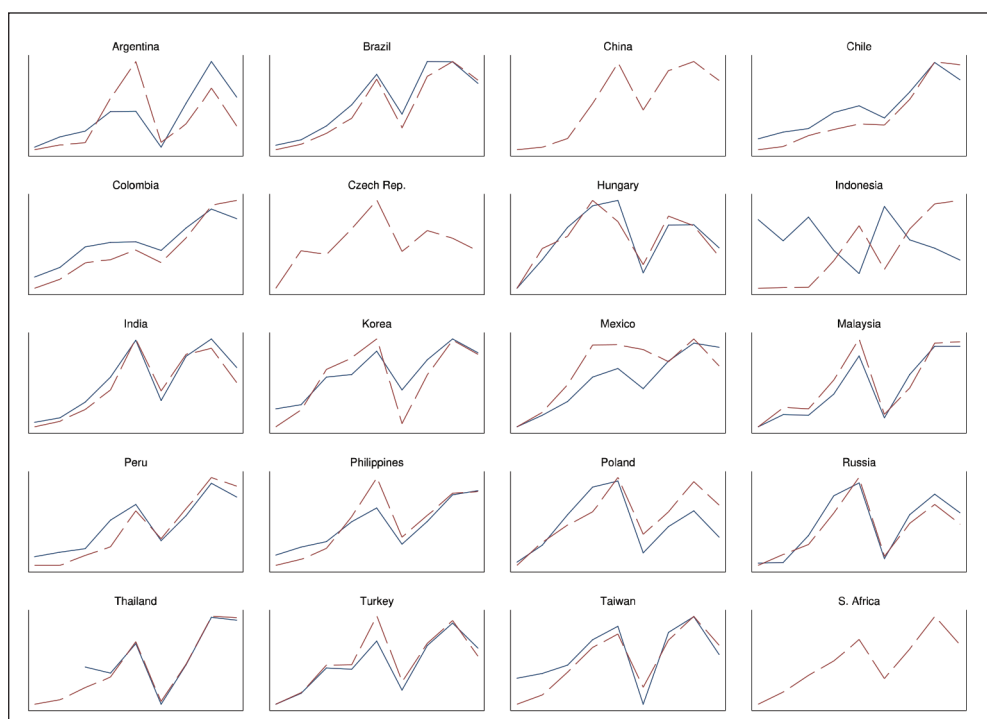 Argentina
Brazil
China
Chile
Colombia
Czech Rep.
Hungary
Indonesia
India
Korea
Mexico
Malaysia
Peru
Philippines
Poland
Russia
Thailand
Turkey
Taiwan
S. Africa